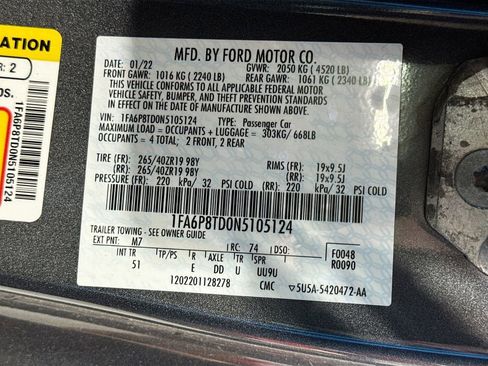 ATION
R: 2
bs.
1FA6P8TD0N5105124
MFD. BY FORD MOTOR CO.
DATE: 01/22 GVWR: 2050 KG ( 4520 LB)
FRONT GAWR: 1016 KG ( 2240 LB) REAR GAWR: 1061 KG ( 2340 LB)
THIS VEHICLE CONFORMS TO ALL APPLICABLE FEDERAL MOTOR
VEHICLE SAFETY, BUMPER, AND THEFT PREVENTION STANDARDS
IN EFFECT ON THE DATE OF MANUFACTURE SHOWN ABOVE.
VIN: 1FA6P8TD0N5105124 TYPE: Passenger Car
MAXIMUM LOAD = OCCUPANTS + LUGGAGE = 303KG/ 668LB
OCCUPANTS = 4 TOTAL; 2 FRONT, 2 REAR
TIRE (FR): 265/40ZR19 98Y RIMS (FR): 19x9.5J
(RR): 265/40ZR19 98Y (RR): 19x9.5J
PRESSURE (FR): 220 kPa/ 32 PSI COLD (RR): 220 kPa/ 32 PSI COLD
1FA6P8TD0N5105124
TRAILER TOWING - SEE OWNER GUIDE
EXT PNT: M7 RC: 74 DSO: F0048
R0090
INT TR TP/PS R AXLE TR
51 E DD U UU9U
1202201128278 CMC ▽5U5A-5420472-AA